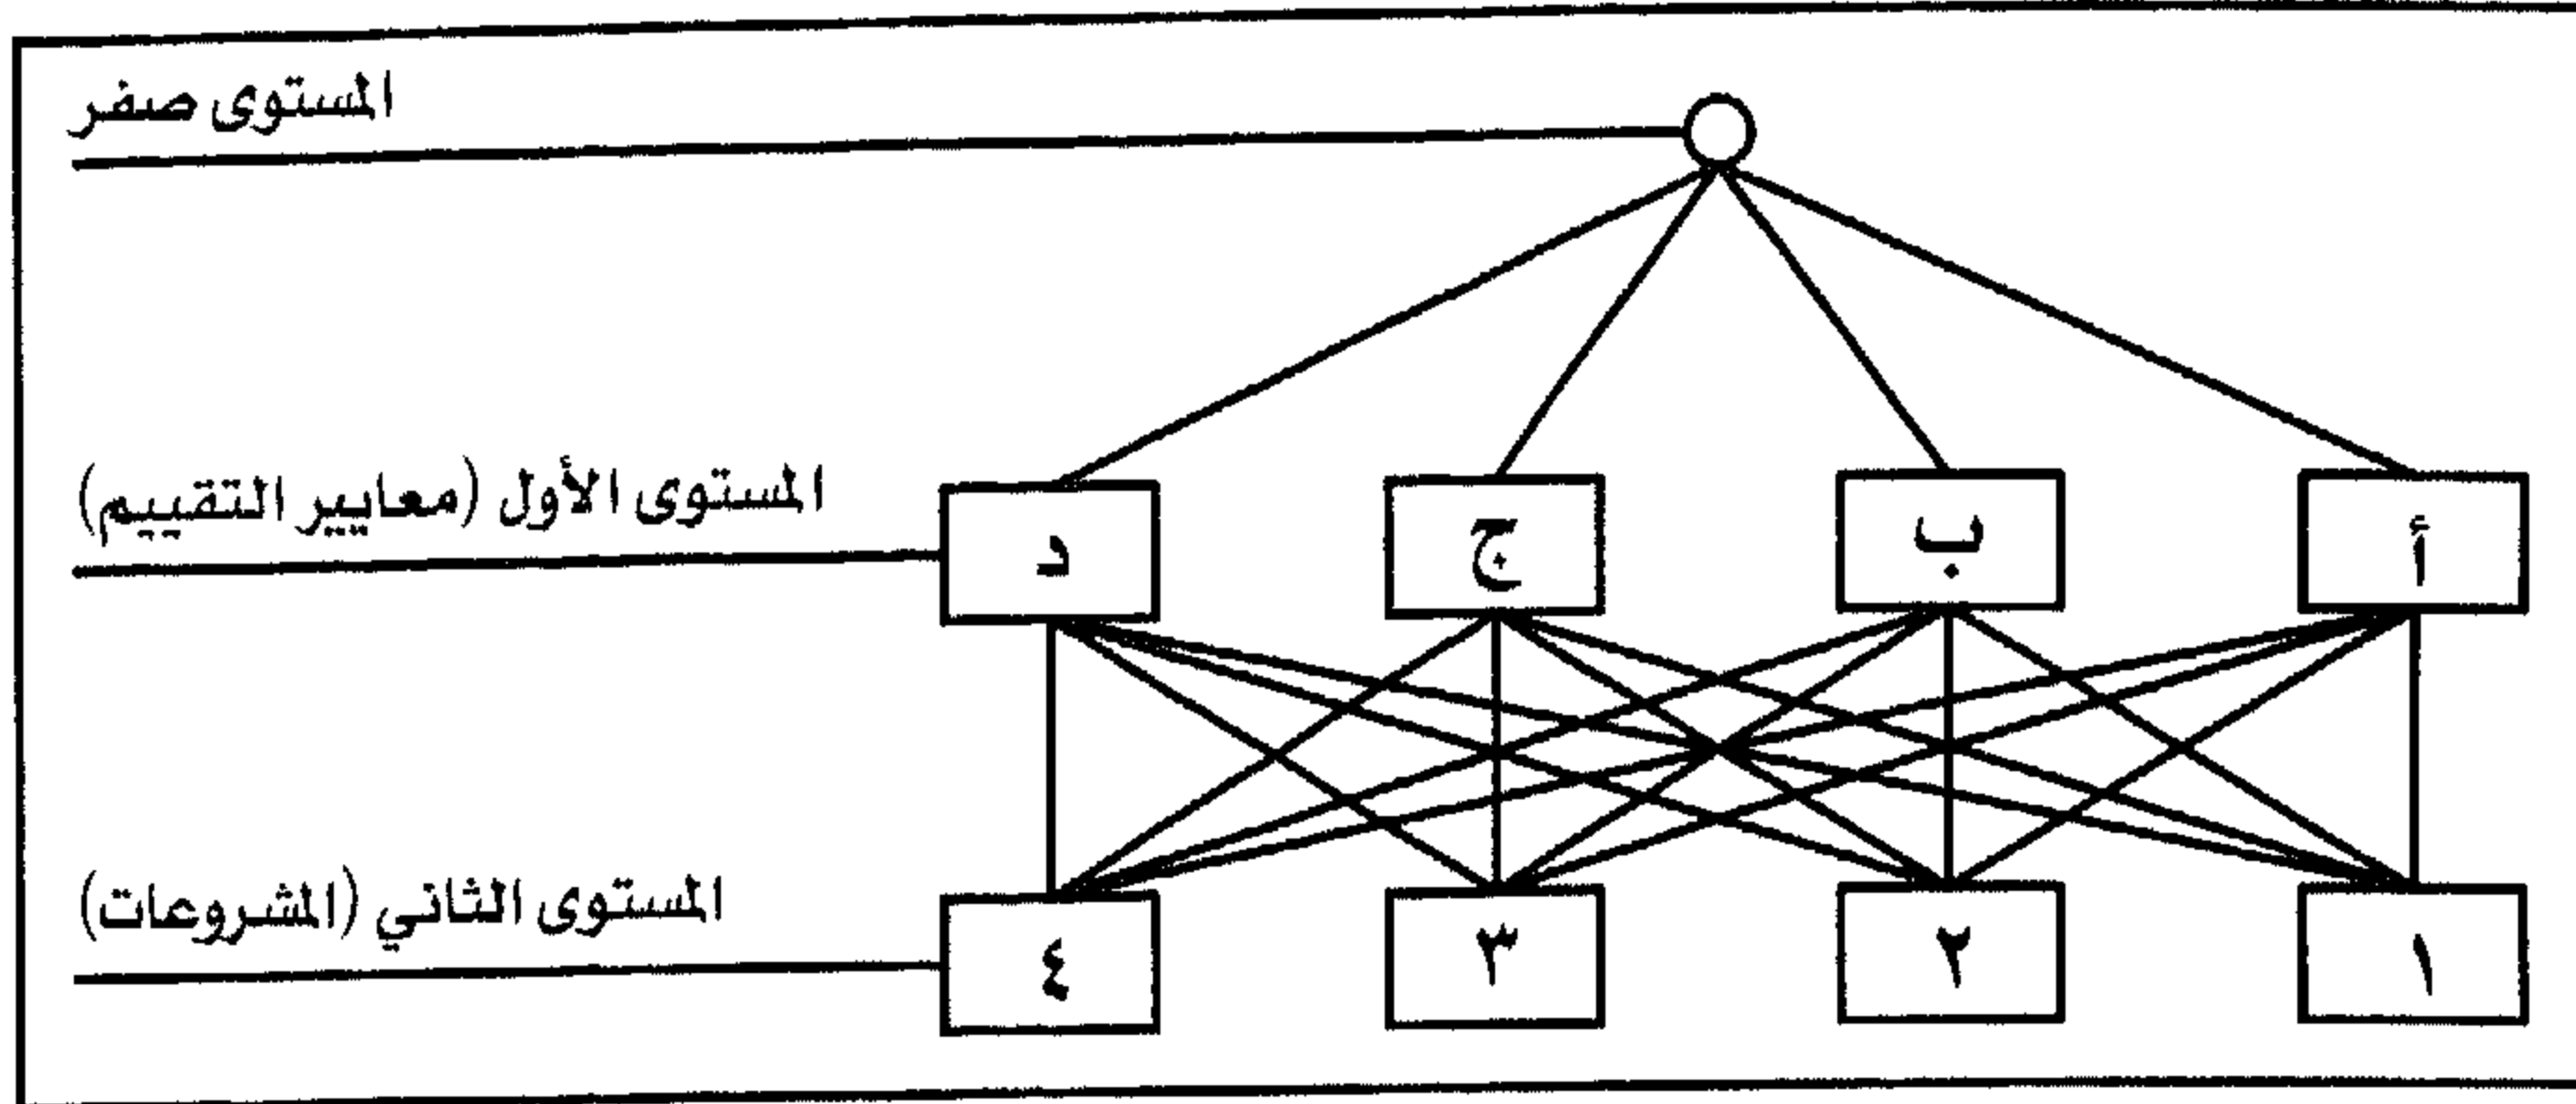 المستوى صفر
المستوى الأول (معايير التقييم)
أ
ب
ج
د
المستوى الثاني (المشروعات)
١
٢
٣
٤